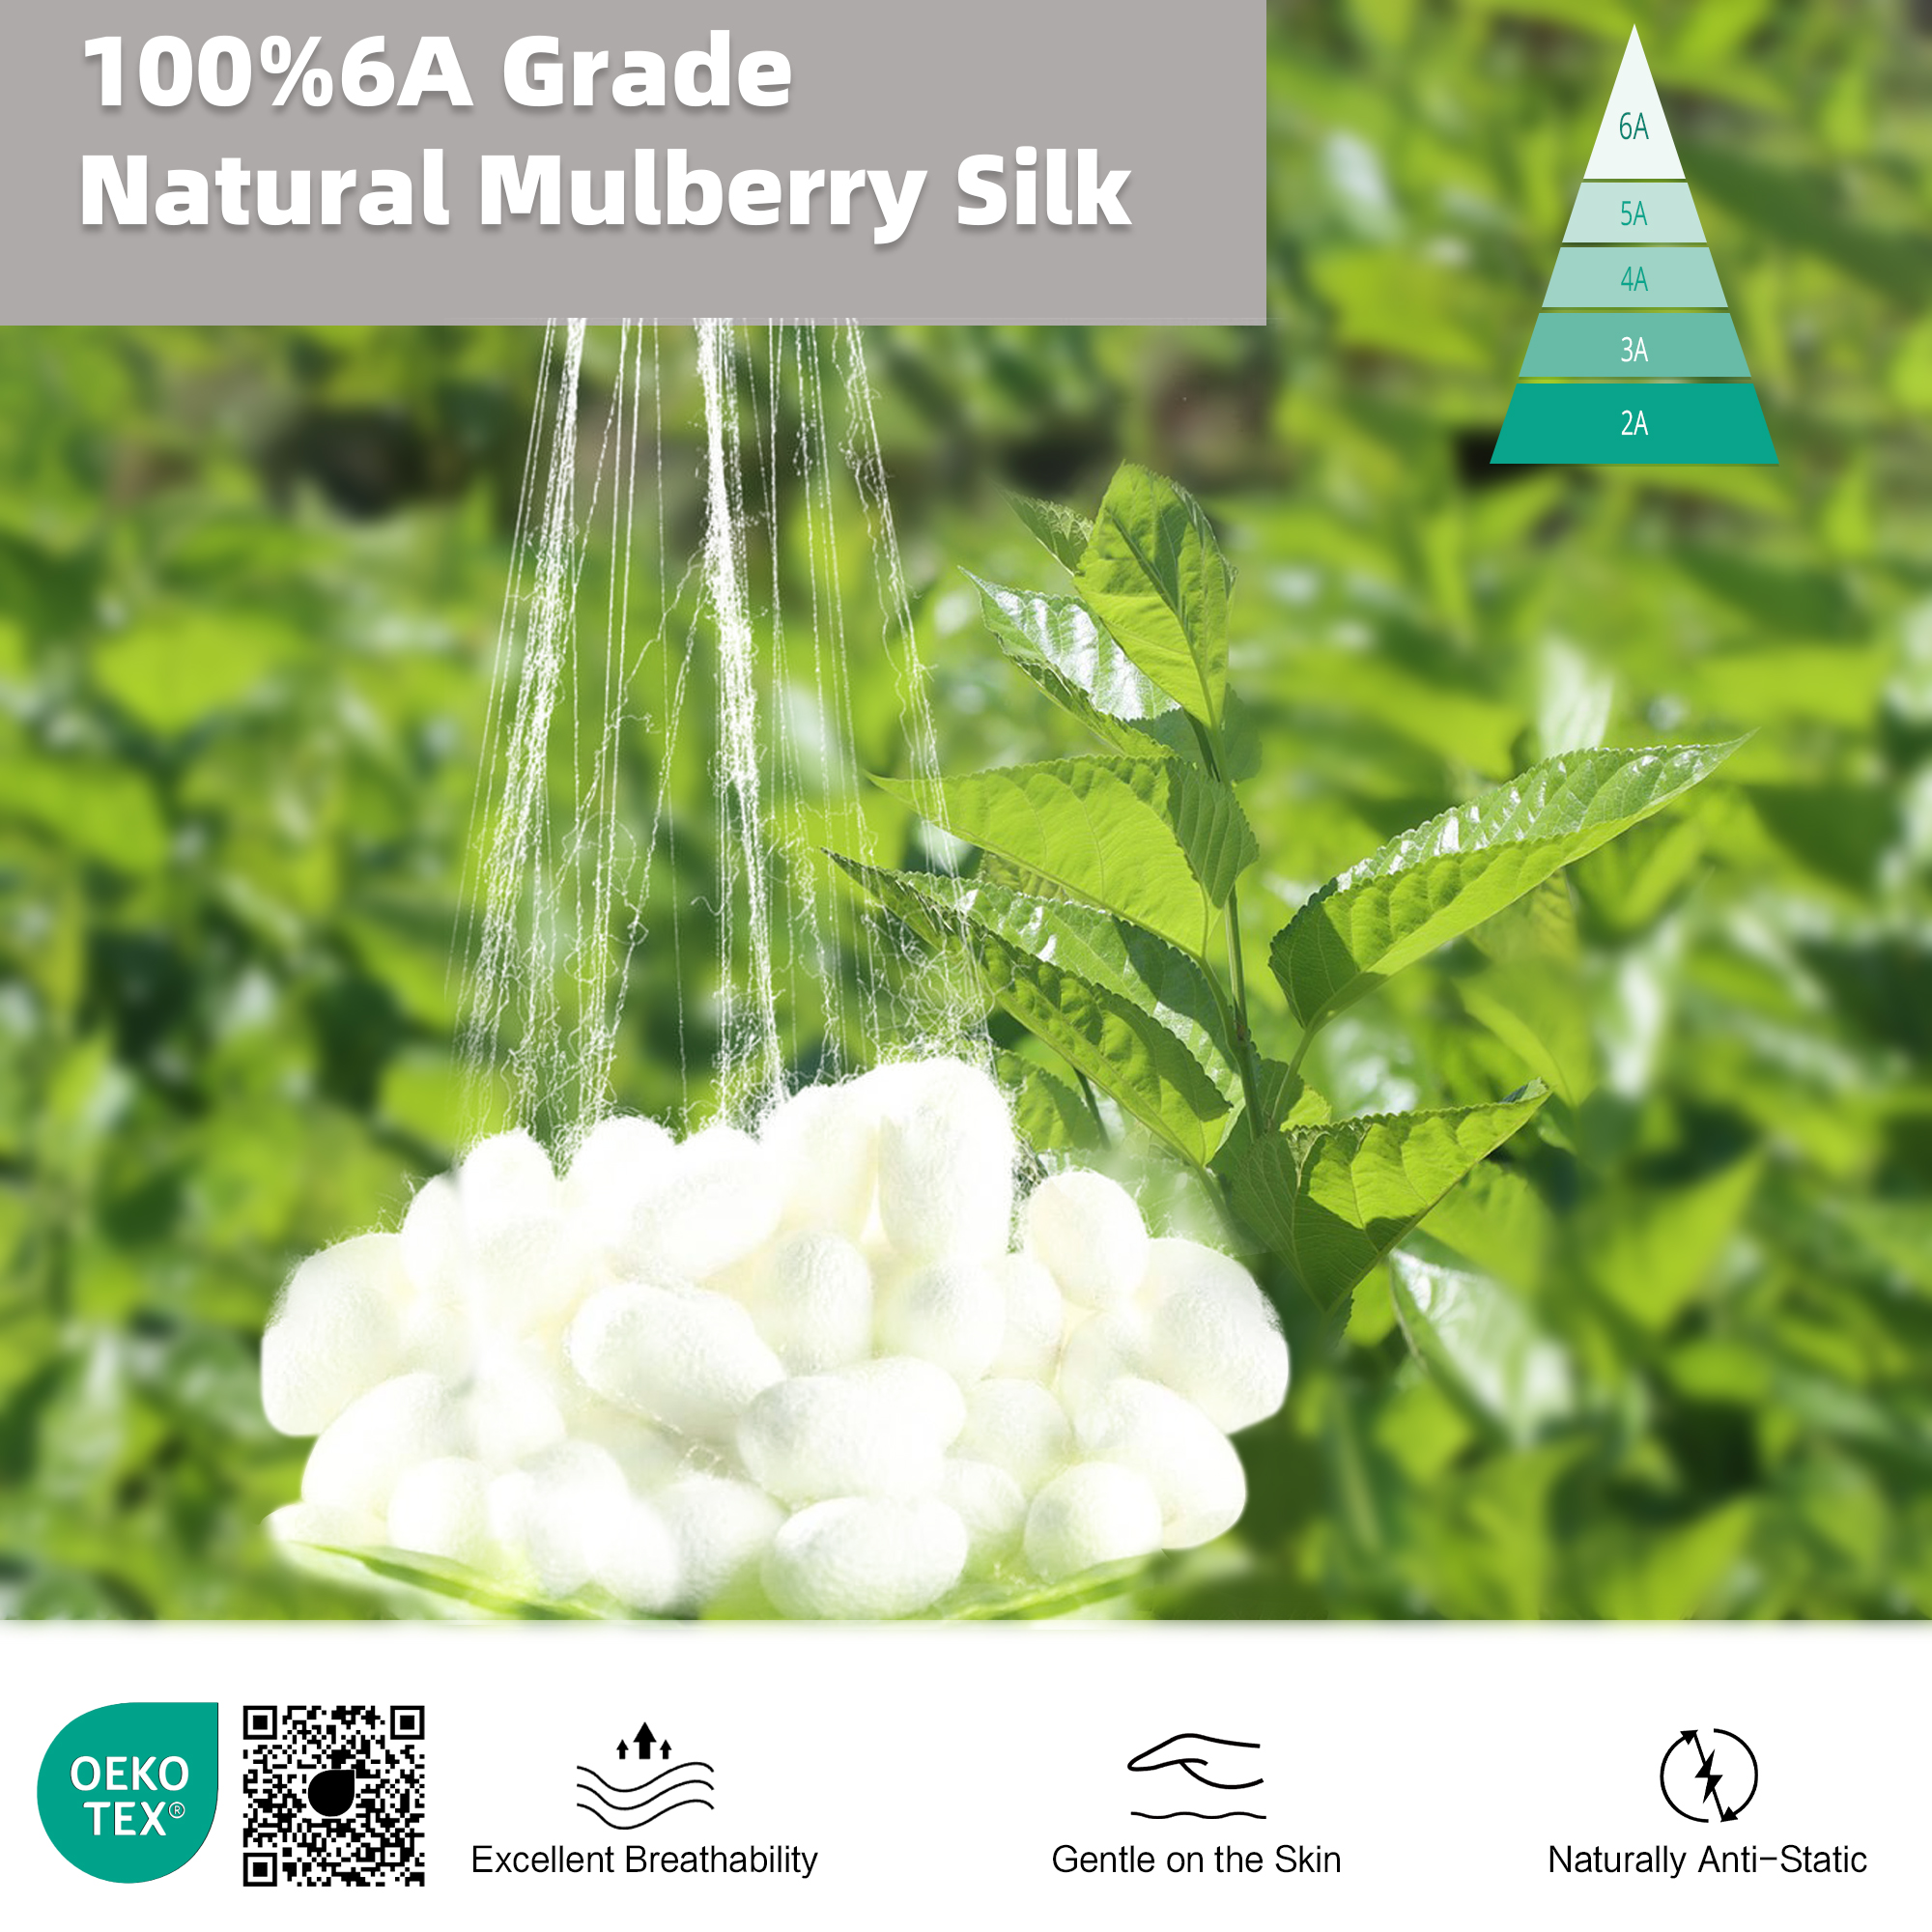 100%6A Grade
Natural Mulberry Silk
6A
5A
4A
3A
2A
OEKO
TEX®
Excellent Breathability
Gentle on the Skin
Naturally Anti-Static